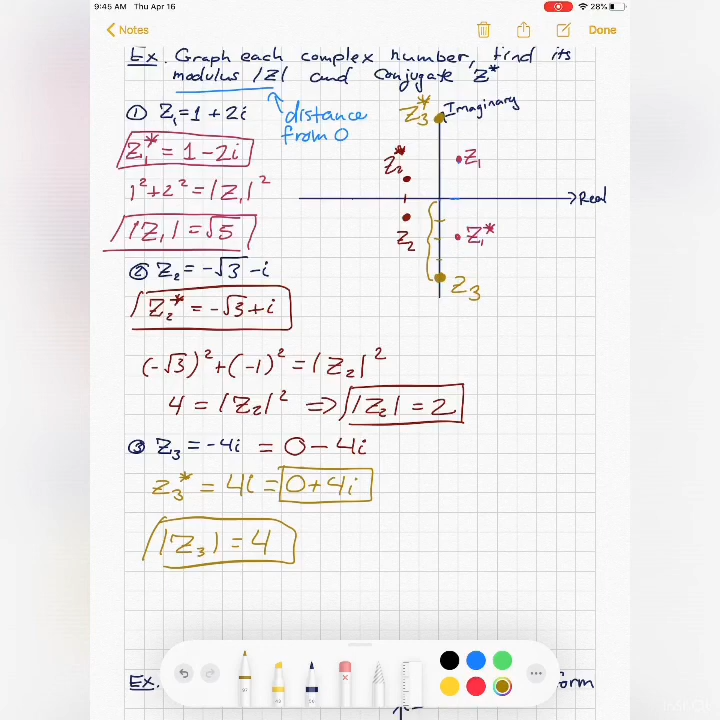 9:45 AM Thu Apr 16
28%
Notes
Done
Ex. Graph each complex number, find its
modulus |Z| and conjugate Z*
distance
from 0
① Z₁ = 1 + 2i
Z₁* = 1 - 2i
1² + 2² = |Z₁|²
|Z₁| = √5
② Z₂ = -√3 - i
Z₂* = -√3 + i
(-√3)² + (-1)² = |Z₂|²
4 = |Z₂|² => |Z₂| = 2
③ Z₃ = -4i = 0 - 4i
Z₃* = 4i = 0 + 4i
|Z₃| = 4
Z₃*
Imaginary
Z₂*
Z₁
Real
Z₂
Z₁*
Z₃
Ex.
form